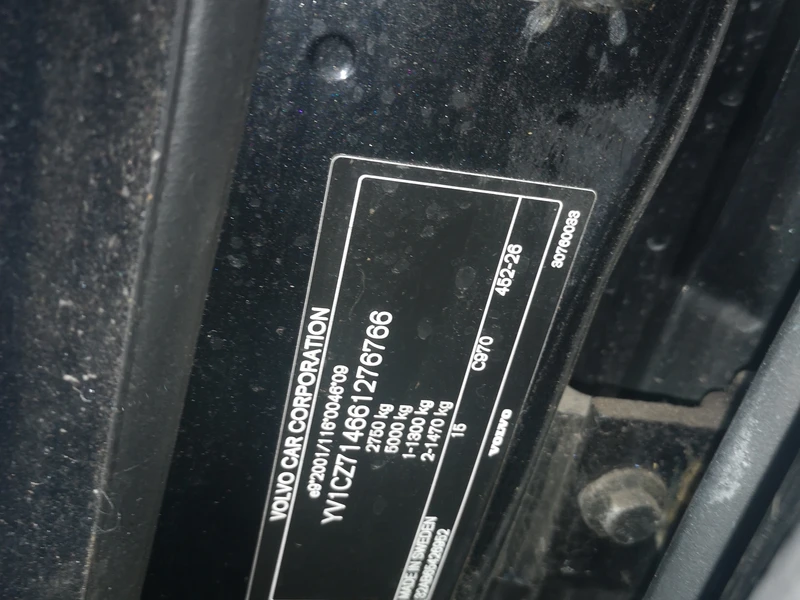 VOLVO CAR CORPORATION
e9*2001/116*0046*09
YV1CZ714661276766
2750 kg
5000 kg
1-1300 kg
2-1470 kg
15 C970 452-26
MADE IN SWEDEN
VOLVO 30760033